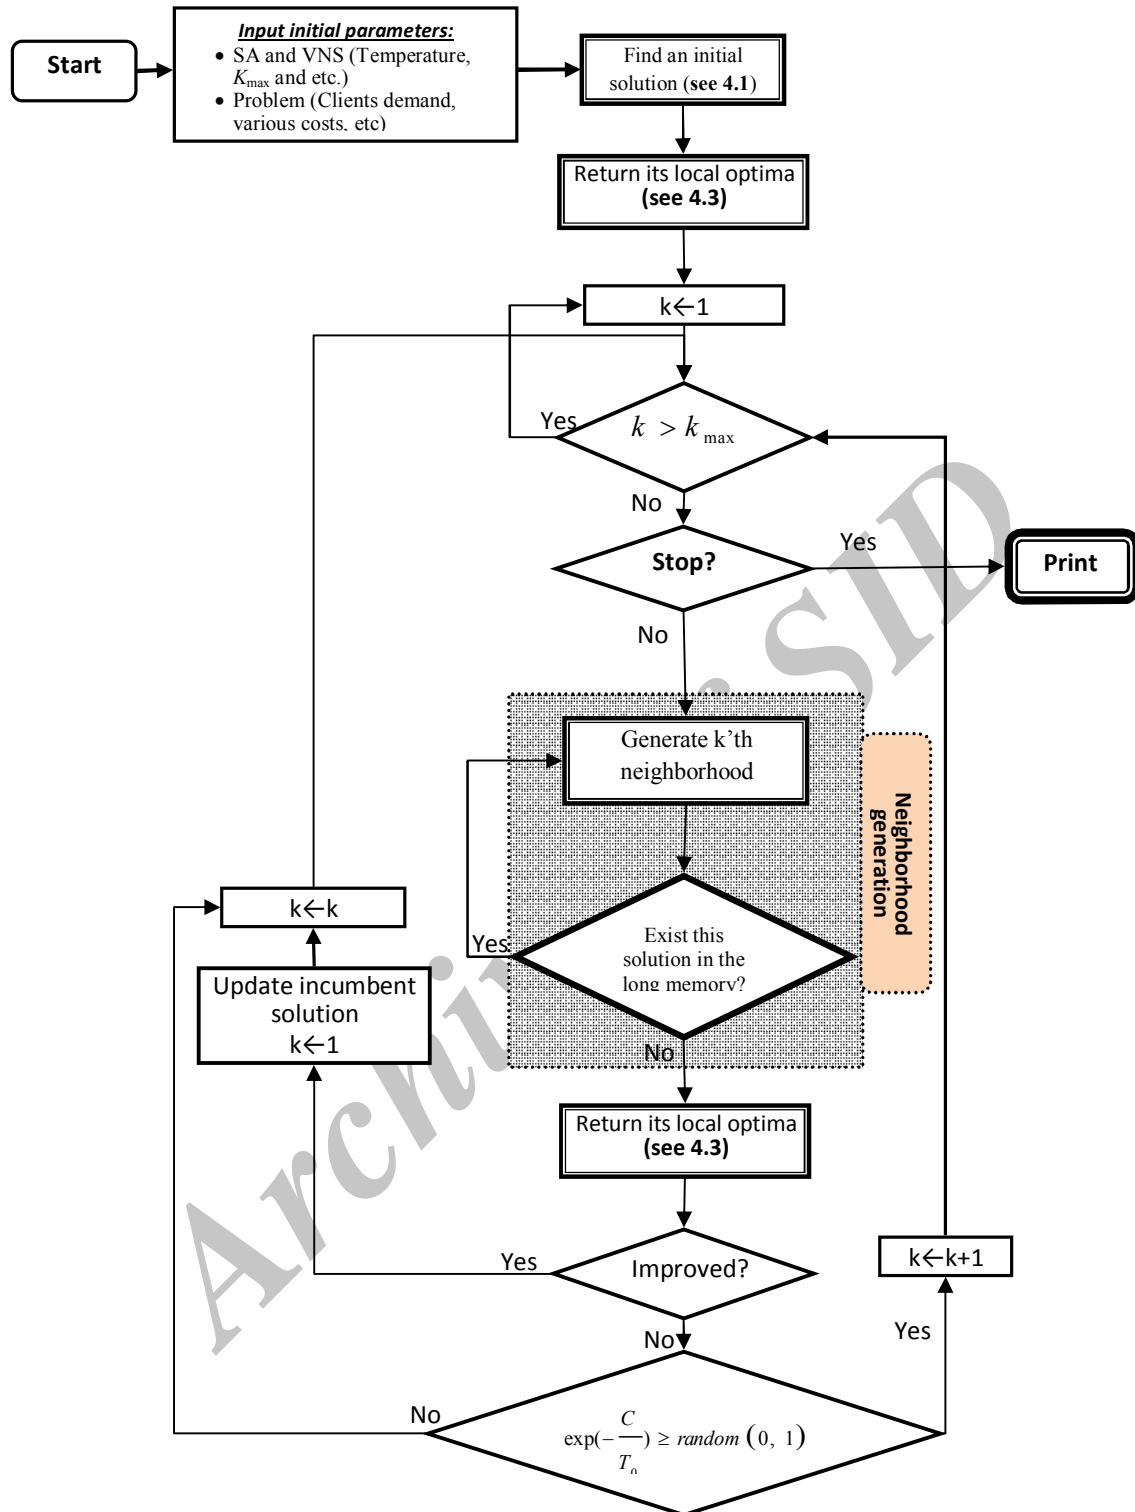 Start
Input initial parameters:
• SA and VNS (Temperature,
Kmax and etc.)
• Problem (Clients demand,
various costs, etc)
Find an initial
solution (see 4.1)
Return its local optima
(see 4.3)
k←1
Yes
k > k max
No
Stop?
Yes
Print
No
Generate k'th
neighborhood
Neighborhood
generation
k←k
Yes
Exist this
solution in the
long memory?
Update incumbent
solution
k←1
No
Return its local optima
(see 4.3)
Yes
Improved?
k←k+1
No
Yes
No
exp(−C/T0) ≥ random (0, 1)
Archive of SID